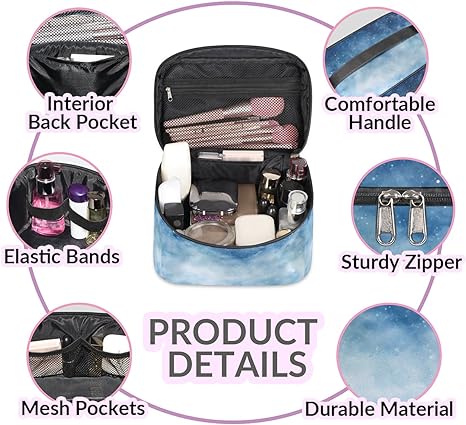 Interior
Back Pocket
Comfortable
Handle
Elastic Bands
Sturdy Zipper
PRODUCT
DETAILS
Mesh Pockets
Durable Material